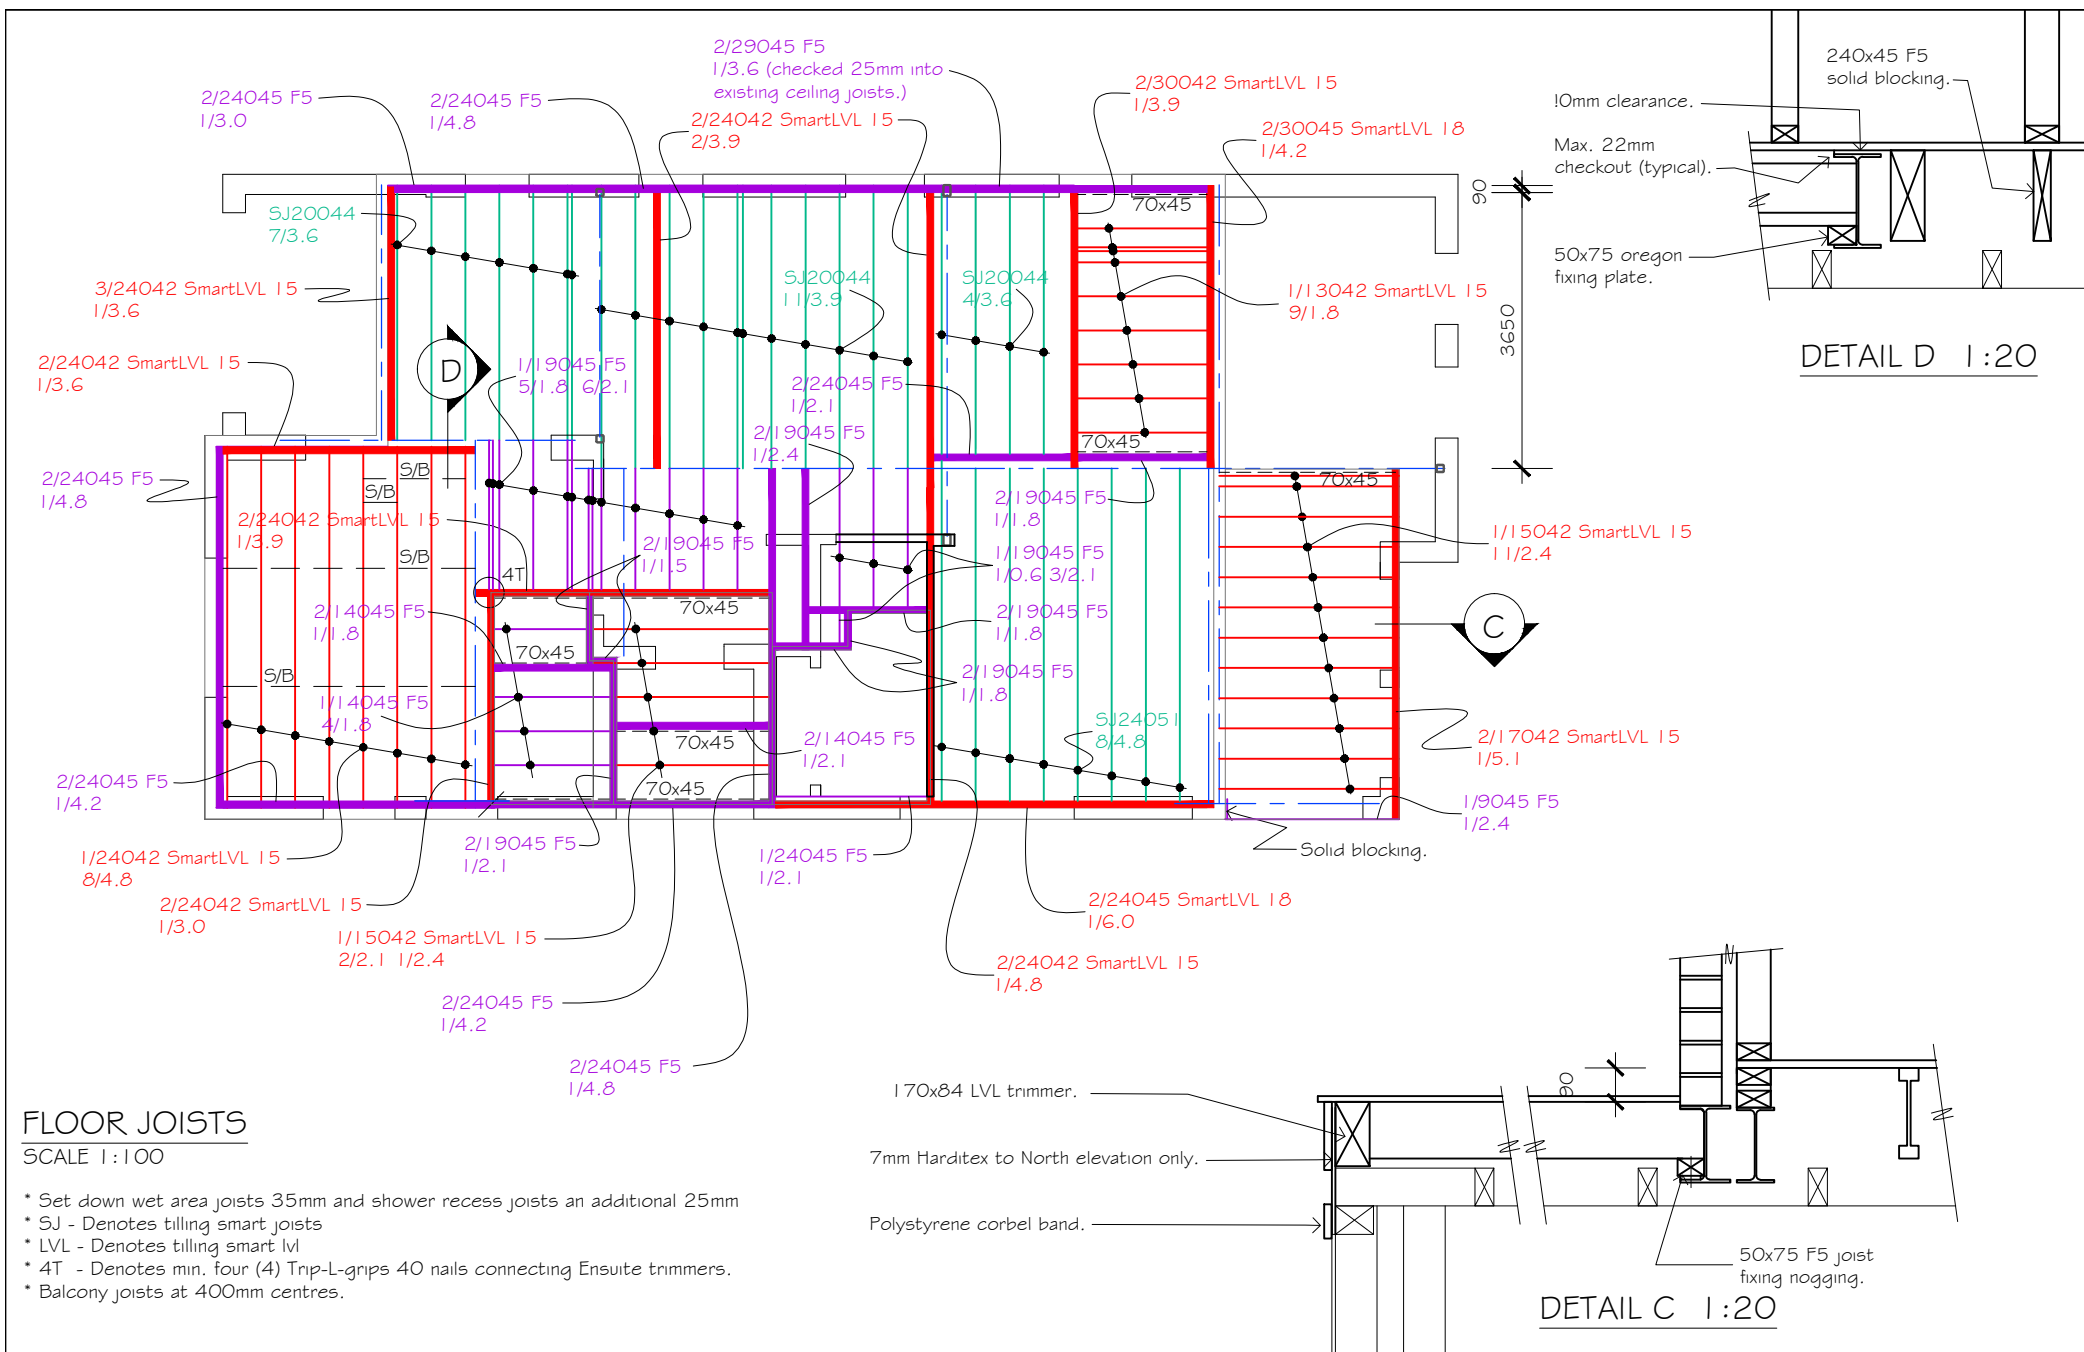 2/29045 F5
1/3.6 (checked 25mm into
existing ceiling joists.)
2/24045 F5
1/3.0
2/24045 F5
1/4.8
2/24042 SmartLVL 15
2/3.9
2/30042 SmartLVL 15
1/3.9
2/30045 SmartLVL 18
1/4.2
SJ20044
7/3.6
3/24042 SmartLVL 15
1/3.6
2/24042 SmartLVL 15
1/3.6
D
1/19045 F5
5/1.8 6/2.1
SJ20044
11/3.9
SJ20044
4/3.6
70x45
1/13042 SmartLVL 15
9/1.8
70x45
90
3650
2/24045 F5
1/2.1
2/19045 F5
1/2.4
2/24045 F5
1/4.8
S/B
S/B
S/B
S/B
2/24042 SmartLVL 15
1/3.9
4T
2/19045 F5
1/1.5
2/19045 F5
1/1.8
1/19045 F5
1/0.6 3/2.1
2/19045 F5
1/1.8
2/19045 F5
1/1.8
70x45
1/15042 SmartLVL 15
11/2.4
C
2/14045 F5
1/1.8
70x45
70x45
1/14045 F5
4/1.8
70x45
70x45
2/14045 F5
1/2.1
SJ24051
8/4.8
2/17042 SmartLVL 15
1/5.1
1/9045 F5
1/2.4
Solid blocking.
2/24045 F5
1/4.2
1/24042 SmartLVL 15
8/4.8
2/24042 SmartLVL 15
1/3.0
2/19045 F5
1/2.1
1/15042 SmartLVL 15
2/2.1 1/2.4
2/24045 F5
1/4.2
2/24045 F5
1/4.8
1/24045 F5
1/2.1
2/24045 SmartLVL 18
1/6.0
2/24042 SmartLVL 15
1/4.8
240x45 F5
solid blocking.
10mm clearance.
Max. 22mm
checkout (typical).
50x75 oregon
fixing plate.
DETAIL D 1:20
FLOOR JOISTS
SCALE 1:100
* Set down wet area joists 35mm and shower recess joists an additional 25mm
* SJ - Denotes tilling smart joists
* LVL - Denotes tilling smart lvl
* 4T - Denotes min. four (4) Trip-L-grips 40 nails connecting Ensuite trimmers.
* Balcony joists at 400mm centres.
170x84 LVL trimmer.
7mm Harditex to North elevation only.
Polystyrene corbel band.
90
50x75 F5 joist
fixing nogging.
DETAIL C 1:20